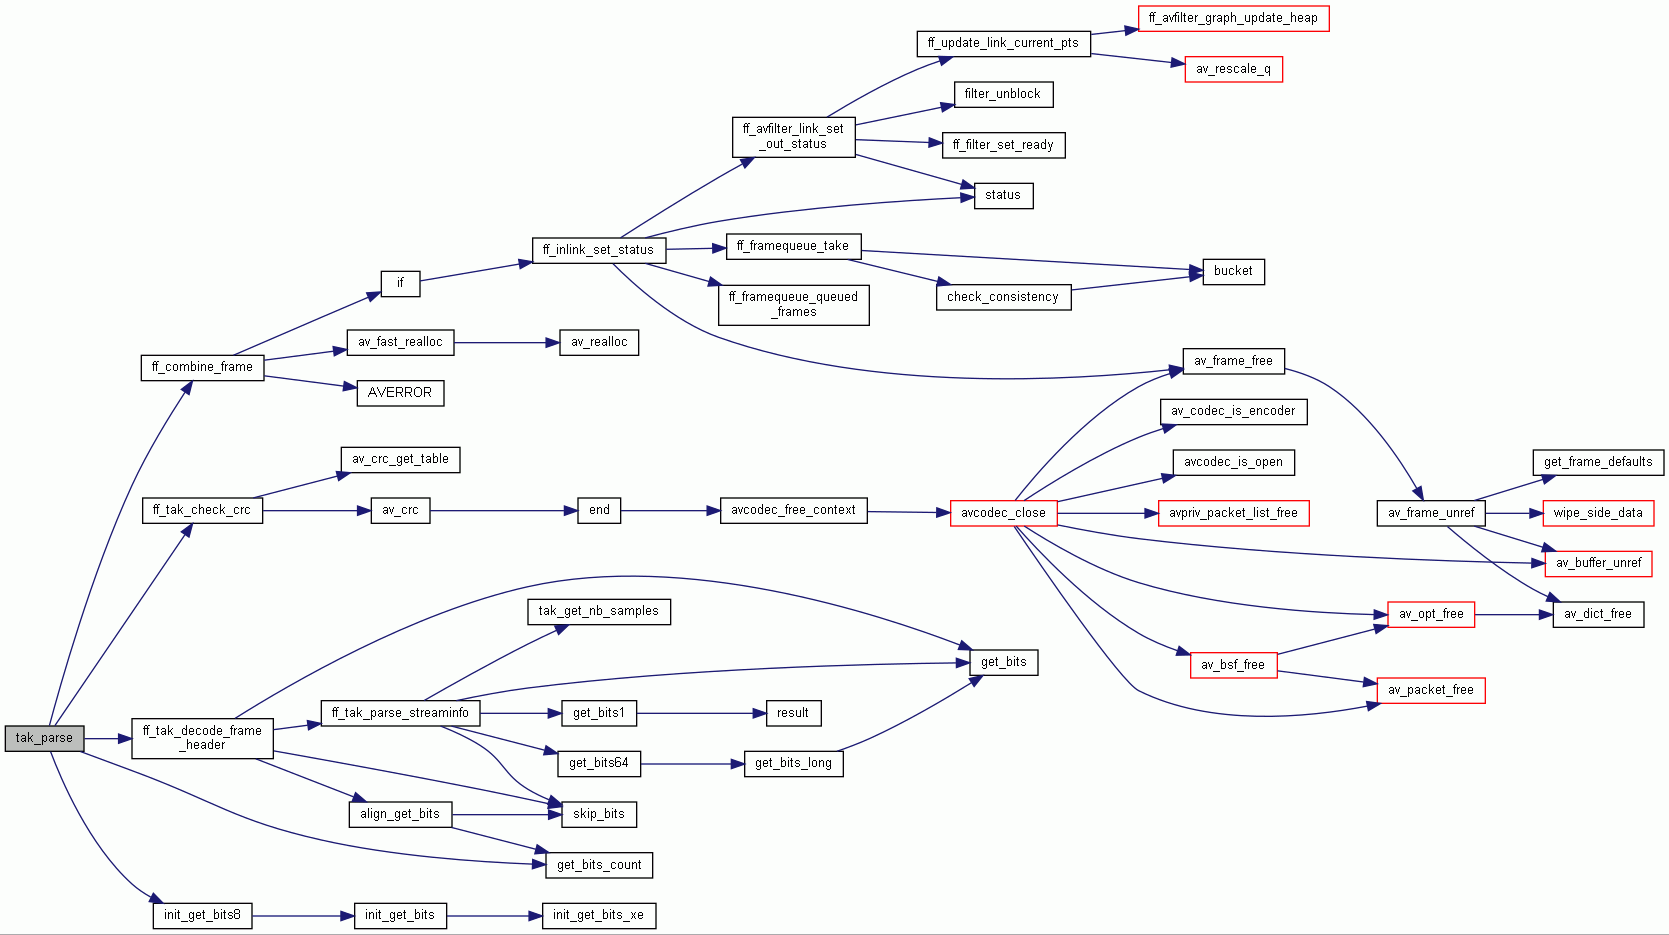 ff_avfilter_graph_update_heap
ff_update_link_current_pts
av_rescale_q
filter_unblock
ff_avfilter_link_set
_out_status
ff_filter_set_ready
status
ff_inlink_set_status
ff_framequeue_take
bucket
if
check_consistency
ff_framequeue_queued
_frames
av_fast_realloc
av_realloc
ff_combine_frame
av_frame_free
AVERROR
av_codec_is_encoder
av_crc_get_table
avcodec_is_open
get_frame_defaults
ff_tak_check_crc
av_crc
end
avcodec_free_context
avcodec_close
avpriv_packet_list_free
av_frame_unref
wipe_side_data
av_buffer_unref
tak_get_nb_samples
av_opt_free
av_dict_free
get_bits
av_bsf_free
av_packet_free
ff_tak_parse_streaminfo
get_bits1
result
tak_parse
ff_tak_decode_frame
_header
get_bits64
get_bits_long
align_get_bits
skip_bits
get_bits_count
init_get_bits8
init_get_bits
init_get_bits_xe